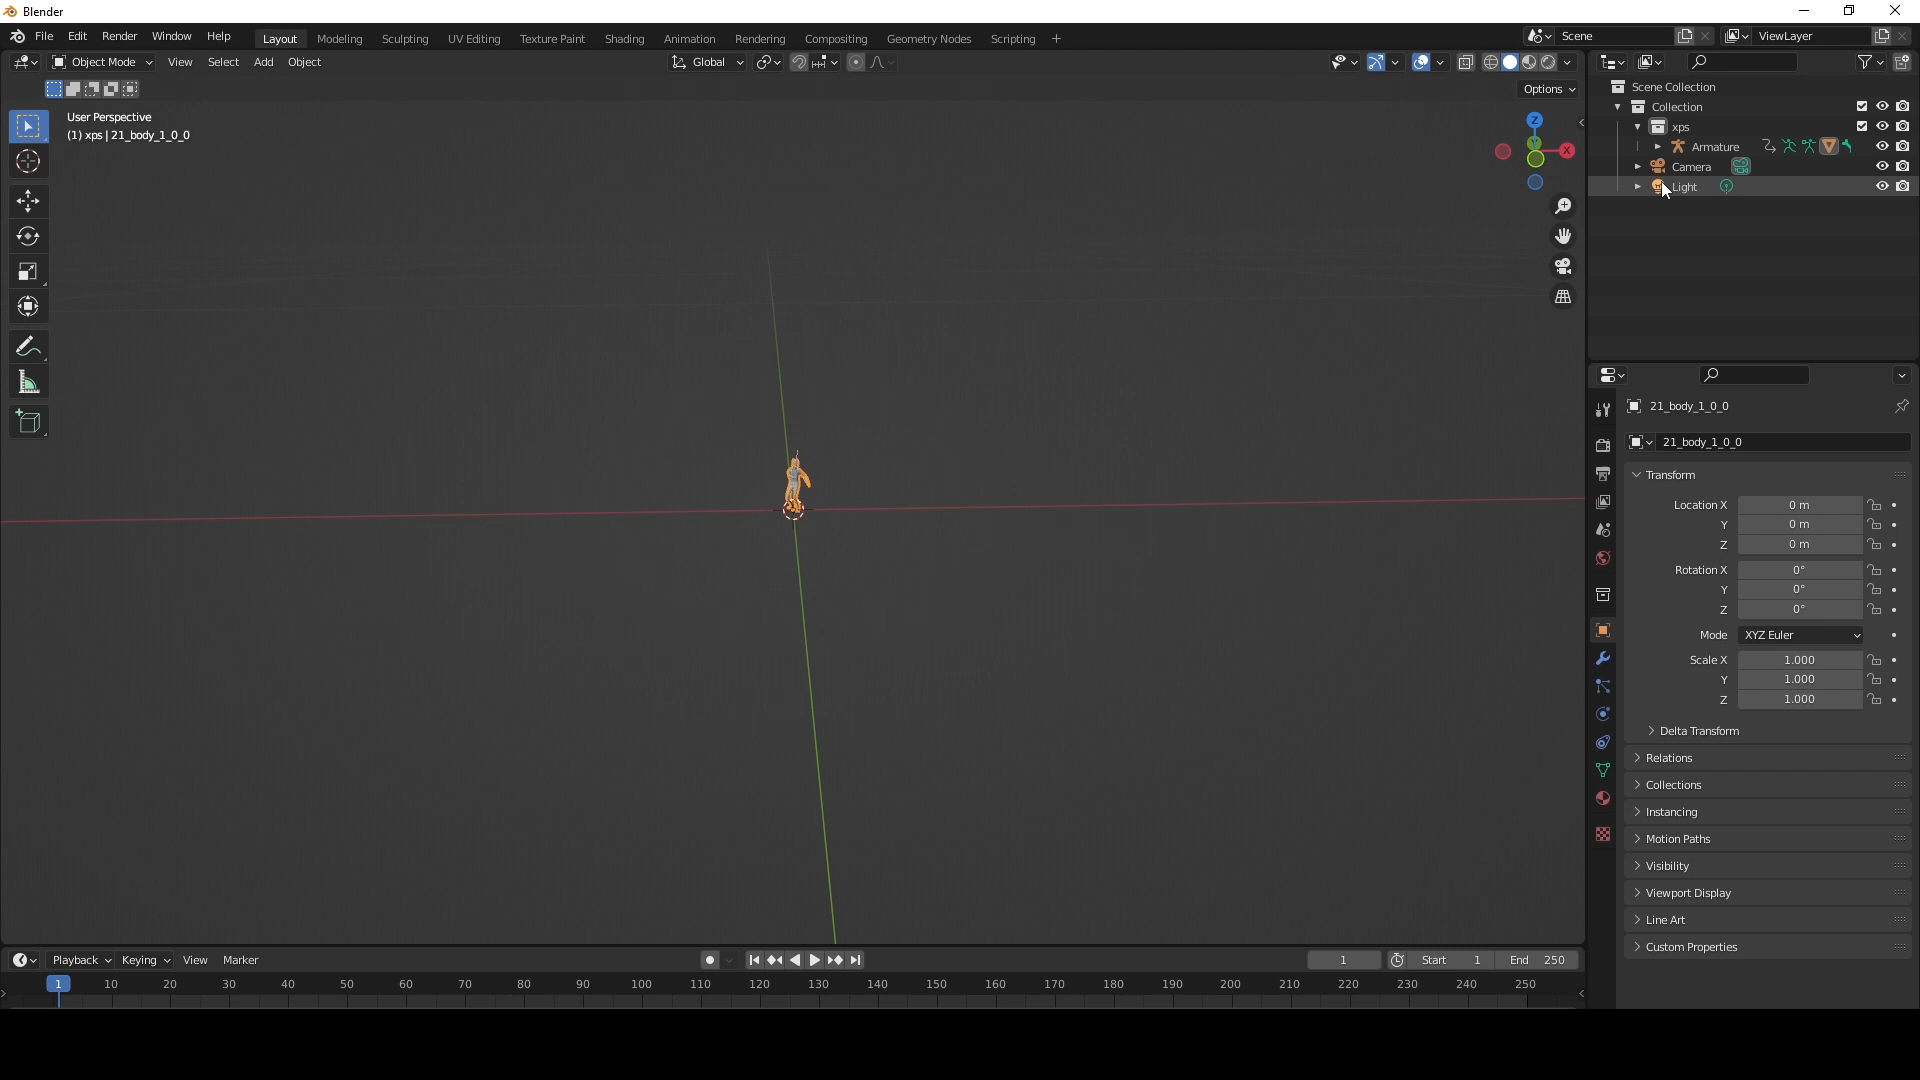 Blender
File Edit Render Window Help Layout Modeling Sculpting UV Editing Texture Paint Shading Animation Rendering Compositing Geometry Nodes Scripting + Scene ViewLayer
Object Mode View Select Add Object Global
Options
User Perspective
(1) xps | 21_body_1_0_0
Z
X
Scene Collection
Collection
xps
Armature
Camera
Light
21_body_1_0_0
21_body_1_0_0
Transform
Location X 0 m
Y 0 m
Z 0 m
Rotation X 0°
Y 0°
Z 0°
Mode XYZ Euler
Scale X 1.000
Y 1.000
Z 1.000
Delta Transform
Relations
Collections
Instancing
Motion Paths
Visibility
Viewport Display
Line Art
Custom Properties
Playback Keying View Marker 1 Start 1 End 250
1 10 20 30 40 50 60 70 80 90 100 110 120 130 140 150 160 170 180 190 200 210 220 230 240 250